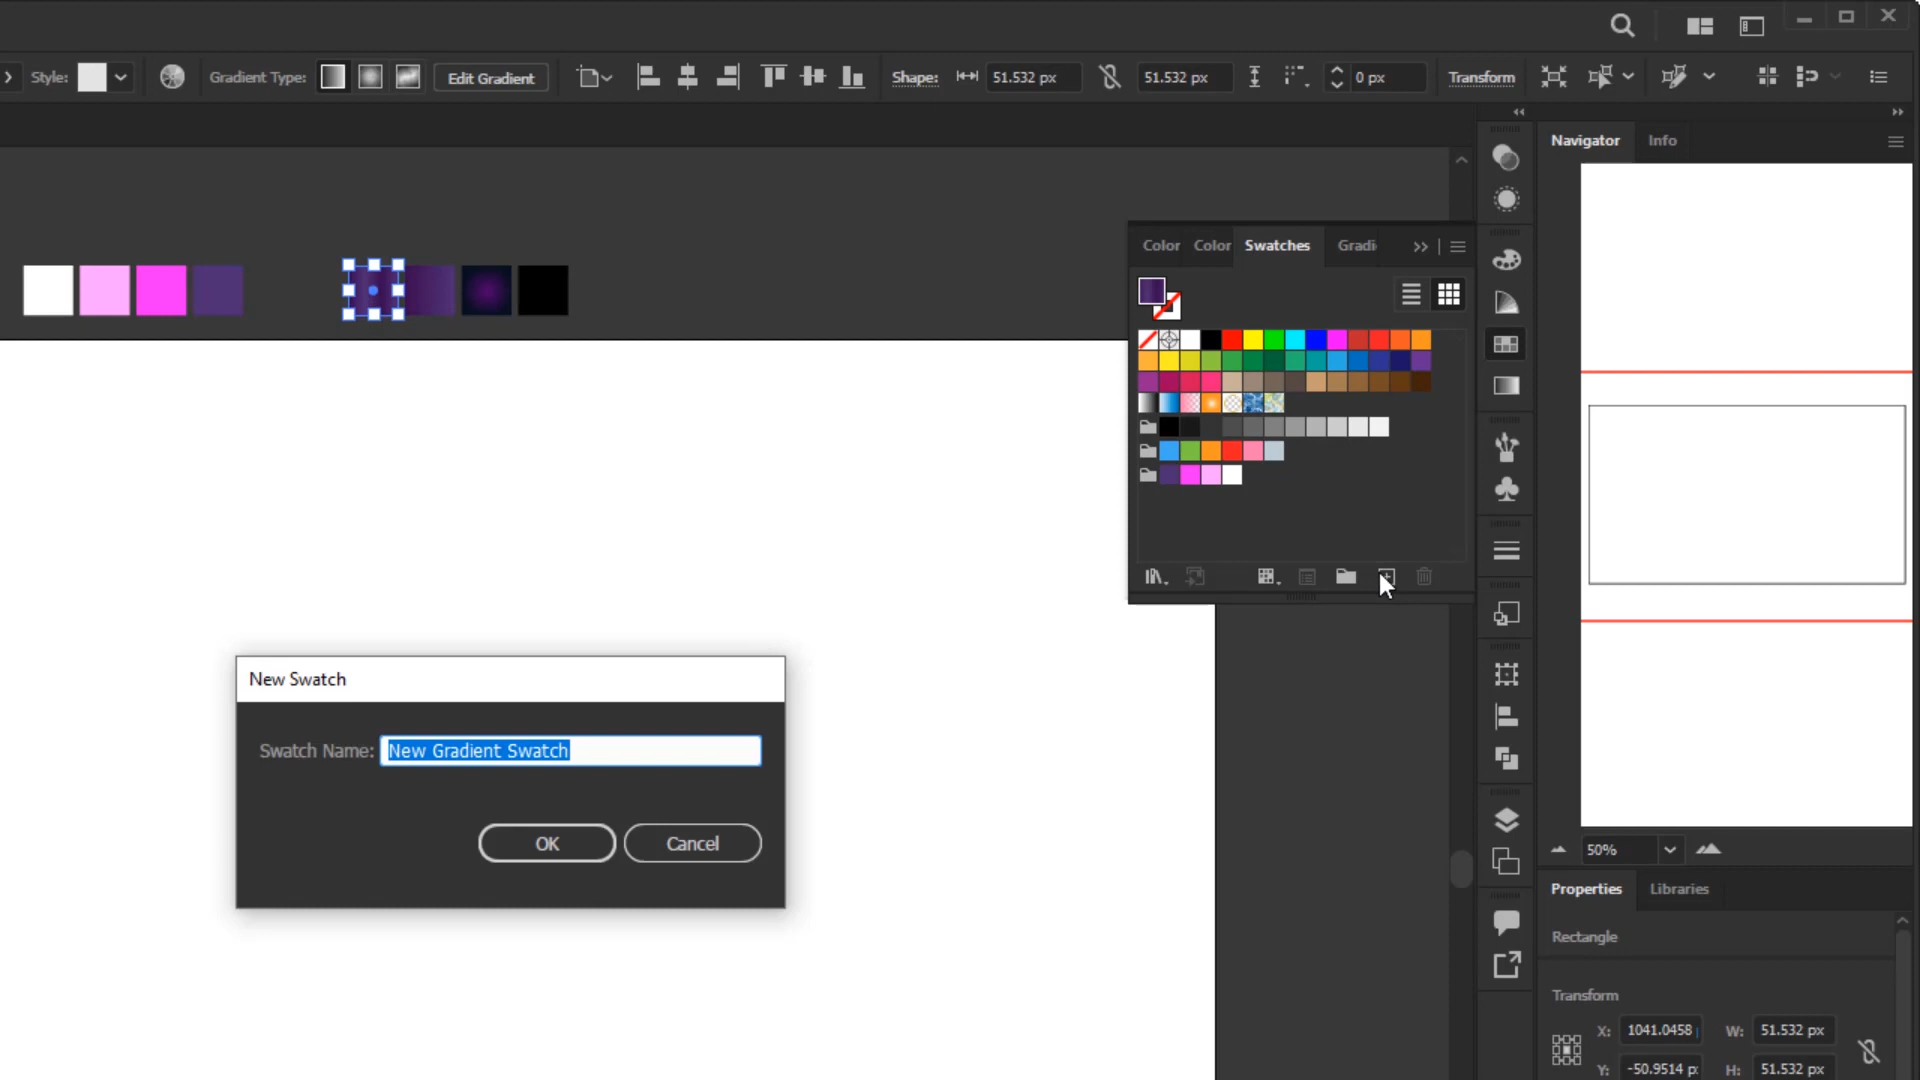 Style:
Gradient Type:
Edit Gradient
Shape:
51.532 px
51.532 px
0 px
Transform
Navigator
Info
Color
Color
Swatches
Gradi
New Swatch
Swatch Name: New Gradient Swatch
OK
Cancel
50%
Properties
Libraries
Rectangle
Transform
X: 1041.0458
W: 51.532 px
Y: -50.9514 p
H: 51.532 px